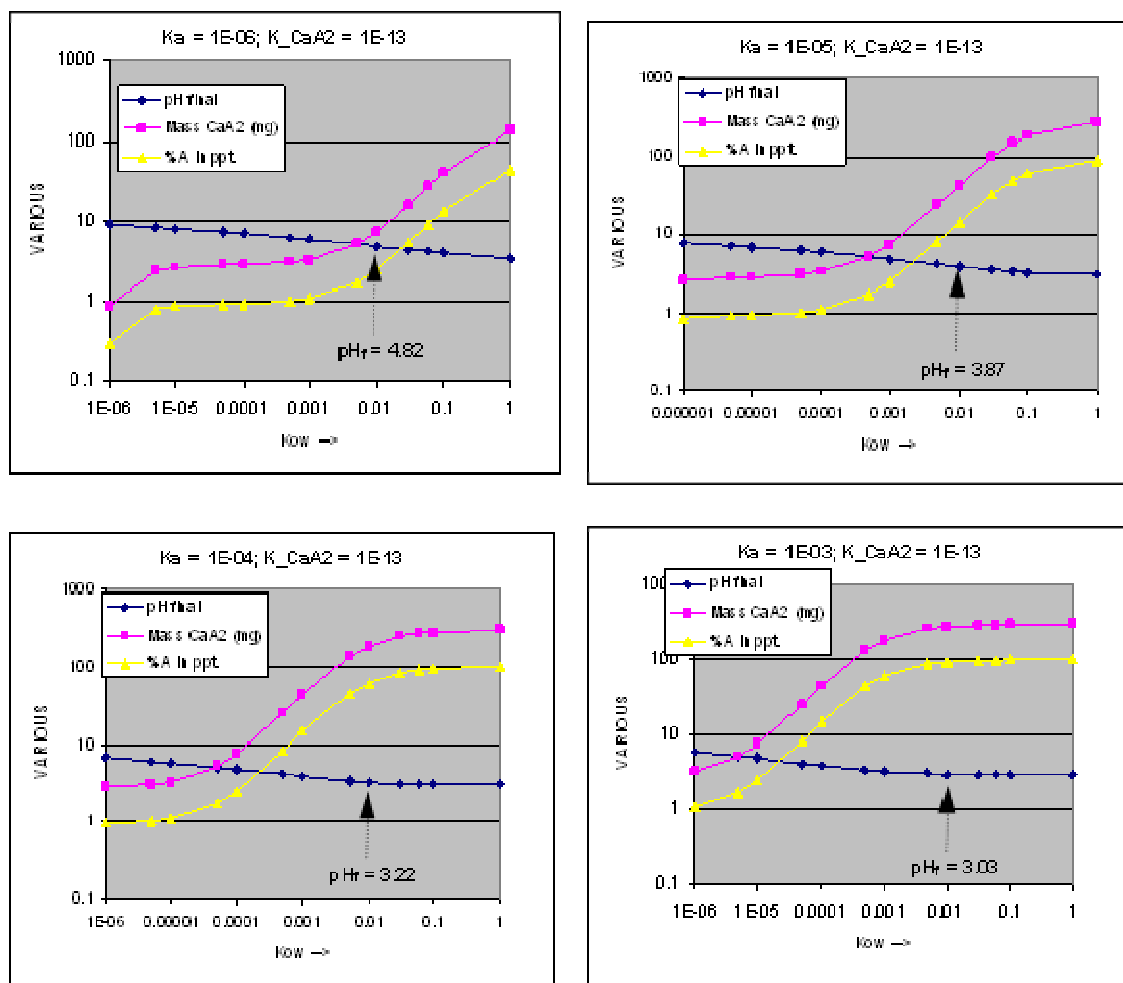 Ka = 1E-06; K_CaA2 = 1E-13
1000
100
10
1
0.1
VARIOUS
pH final
Mass CaA2 (mg)
%A in ppt.
pHf = 4.82
1E-06 1E-05 0.0001 0.001 0.01 0.1 1
Kow -->
Ka = 1E-05; K_CaA2 = 1E-13
1000
100
10
1
0.1
VARIOUS
pH final
Mass CaA2 (mg)
%A in ppt.
pHf = 3.87
0.000001 0.00001 0.0001 0.001 0.01 0.1 1
Kow -->
Ka = 1E-04; K_CaA2 = 1E-13
1000
100
10
1
0.1
VARIOUS
pH final
Mass CaA2 (mg)
%A in ppt.
pHf = 3.22
1E-06 0.00001 0.0001 0.001 0.01 0.1 1
Kow -->
Ka = 1E-03; K_CaA2 = 1E-13
100
100
10
1
0.1
VARIOUS
pH final
Mass CaA2 (mg)
%A in ppt.
pHf = 3.03
1E-06 1E-05 0.0001 0.001 0.01 0.1 1
Kow -->